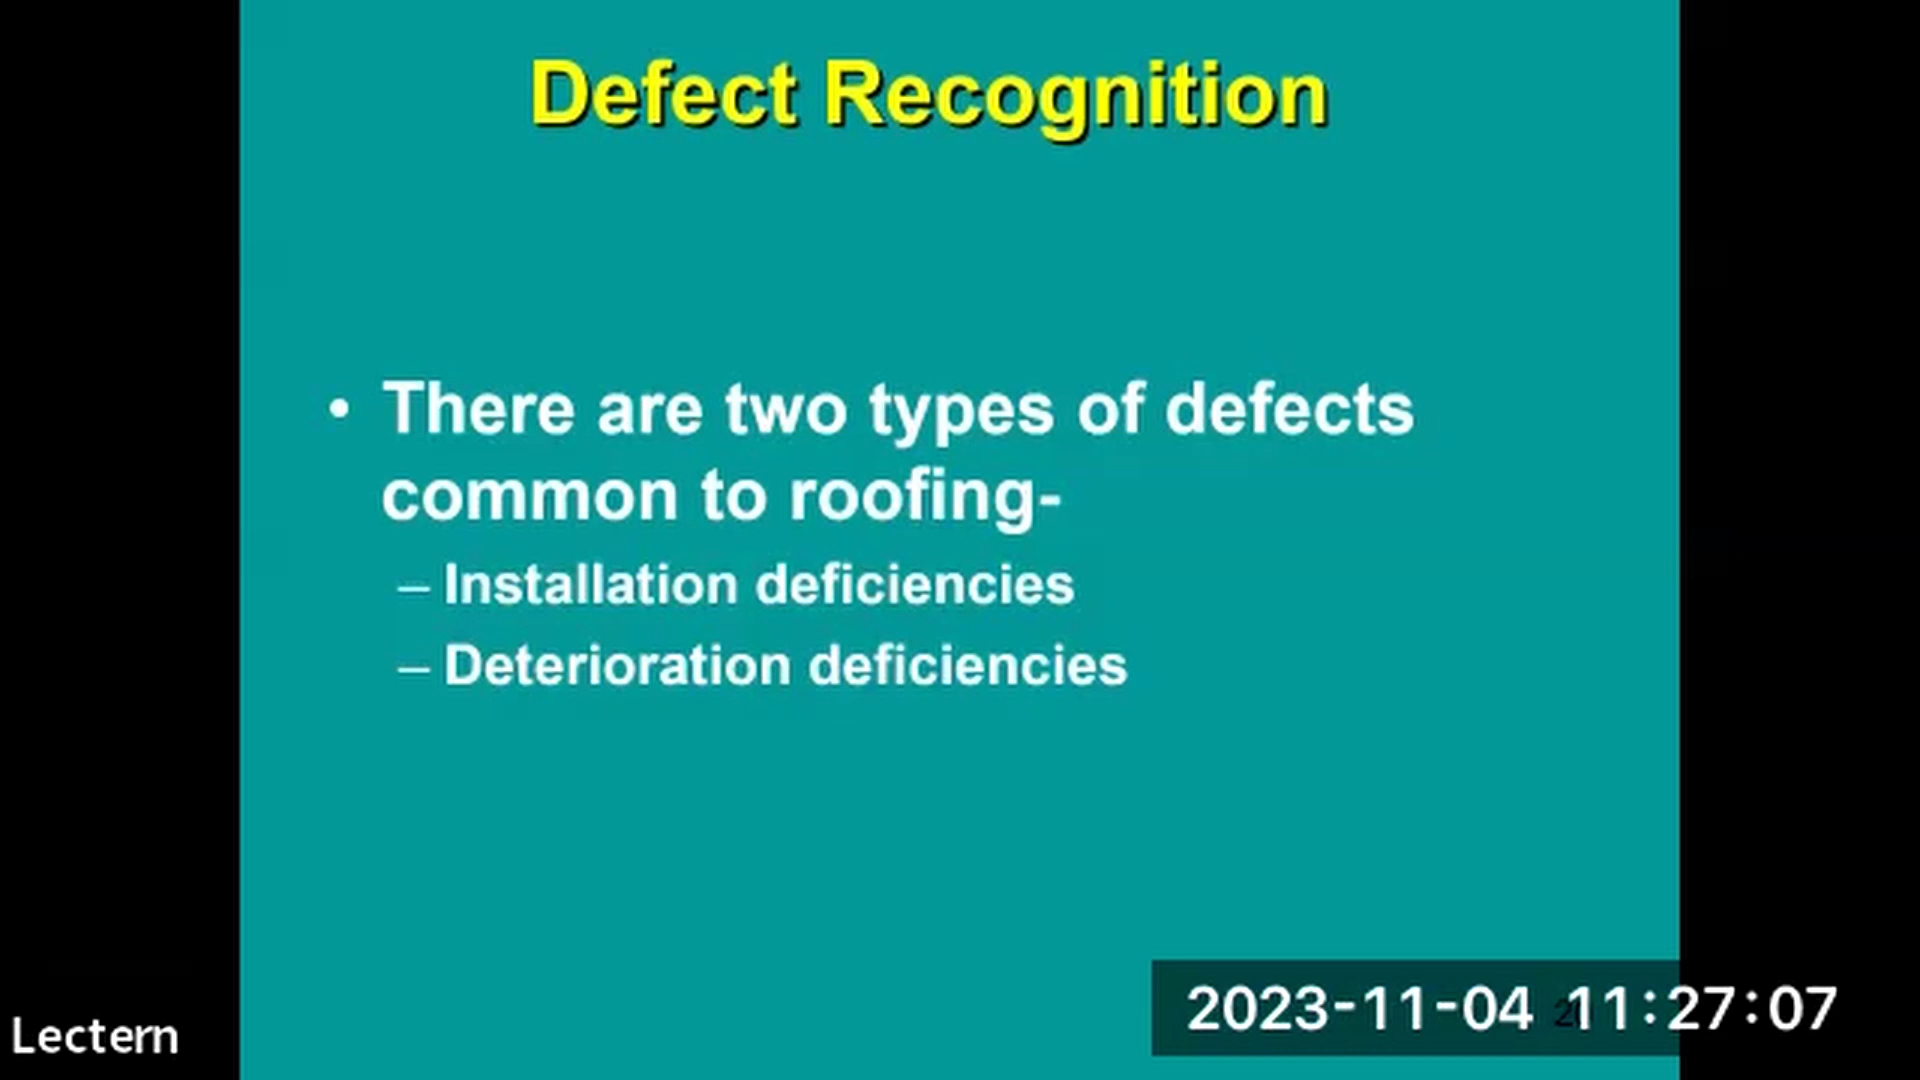 Defect Recognition
• There are two types of defects
common to roofing-
– Installation deficiencies
– Deterioration deficiencies
2023-11-04 11:27:07
Lectern